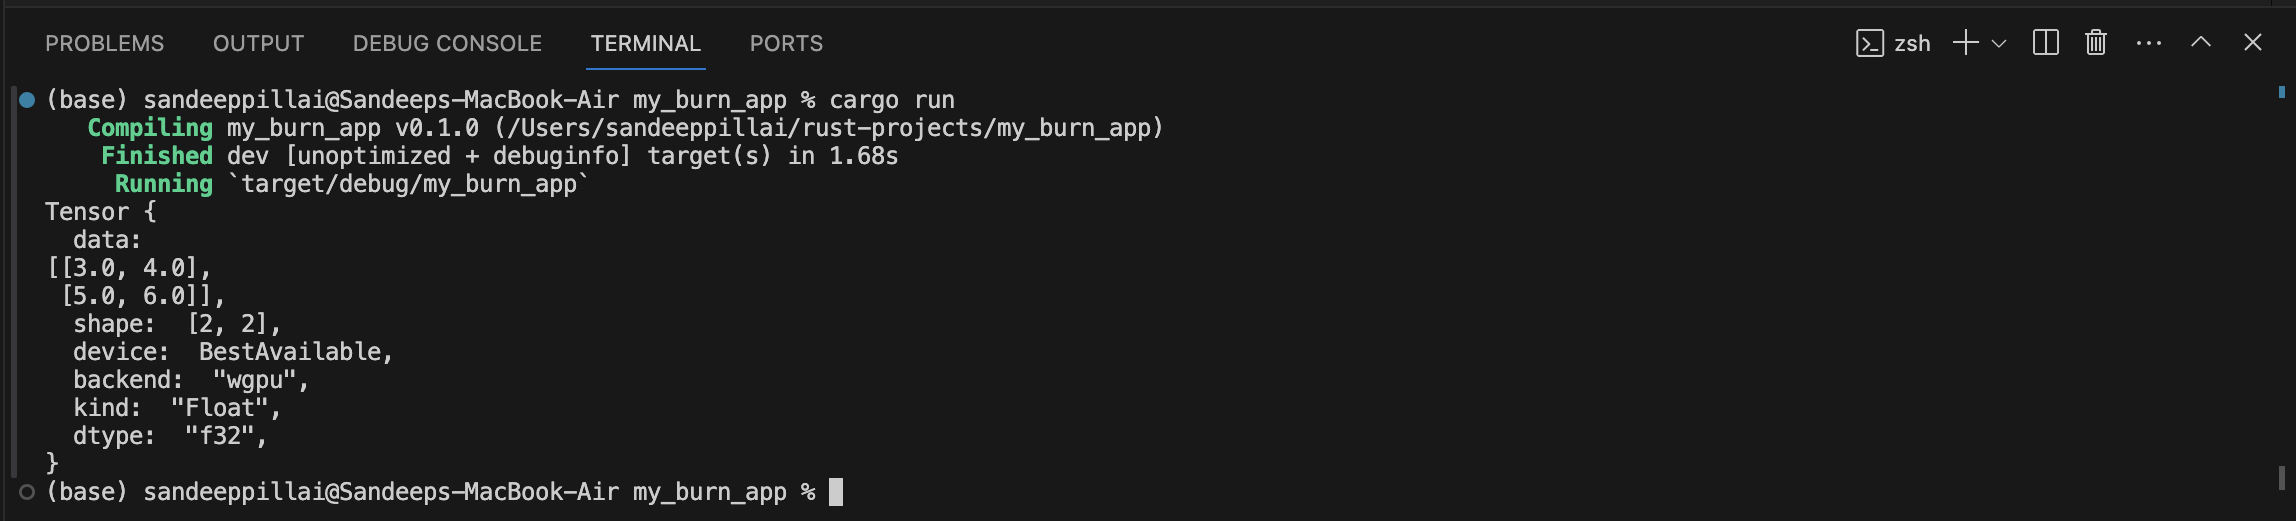 PROBLEMS OUTPUT DEBUG CONSOLE TERMINAL PORTS zsh
(base) sandeeppillai@Sandeeps-MacBook-Air my_burn_app % cargo run
   Compiling my_burn_app v0.1.0 (/Users/sandeeppillai/rust-projects/my_burn_app)
    Finished dev [unoptimized + debuginfo] target(s) in 1.68s
     Running `target/debug/my_burn_app`
Tensor {
  data:
[[3.0, 4.0],
 [5.0, 6.0]],
  shape:  [2, 2],
  device:  BestAvailable,
  backend:  "wgpu",
  kind:  "Float",
  dtype:  "f32",
}
(base) sandeeppillai@Sandeeps-MacBook-Air my_burn_app %